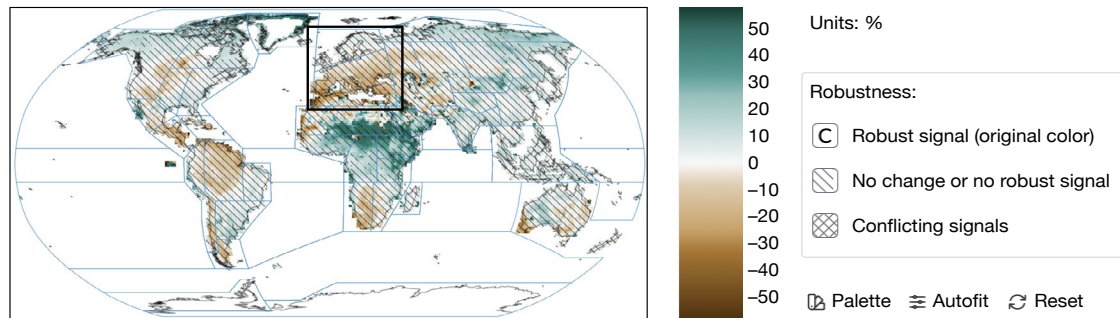 50
40
30
20
10
0
−10
−20
−30
−40
−50
Units: %
Robustness:
C Robust signal (original color)
No change or no robust signal
Conflicting signals
Palette Autofit Reset